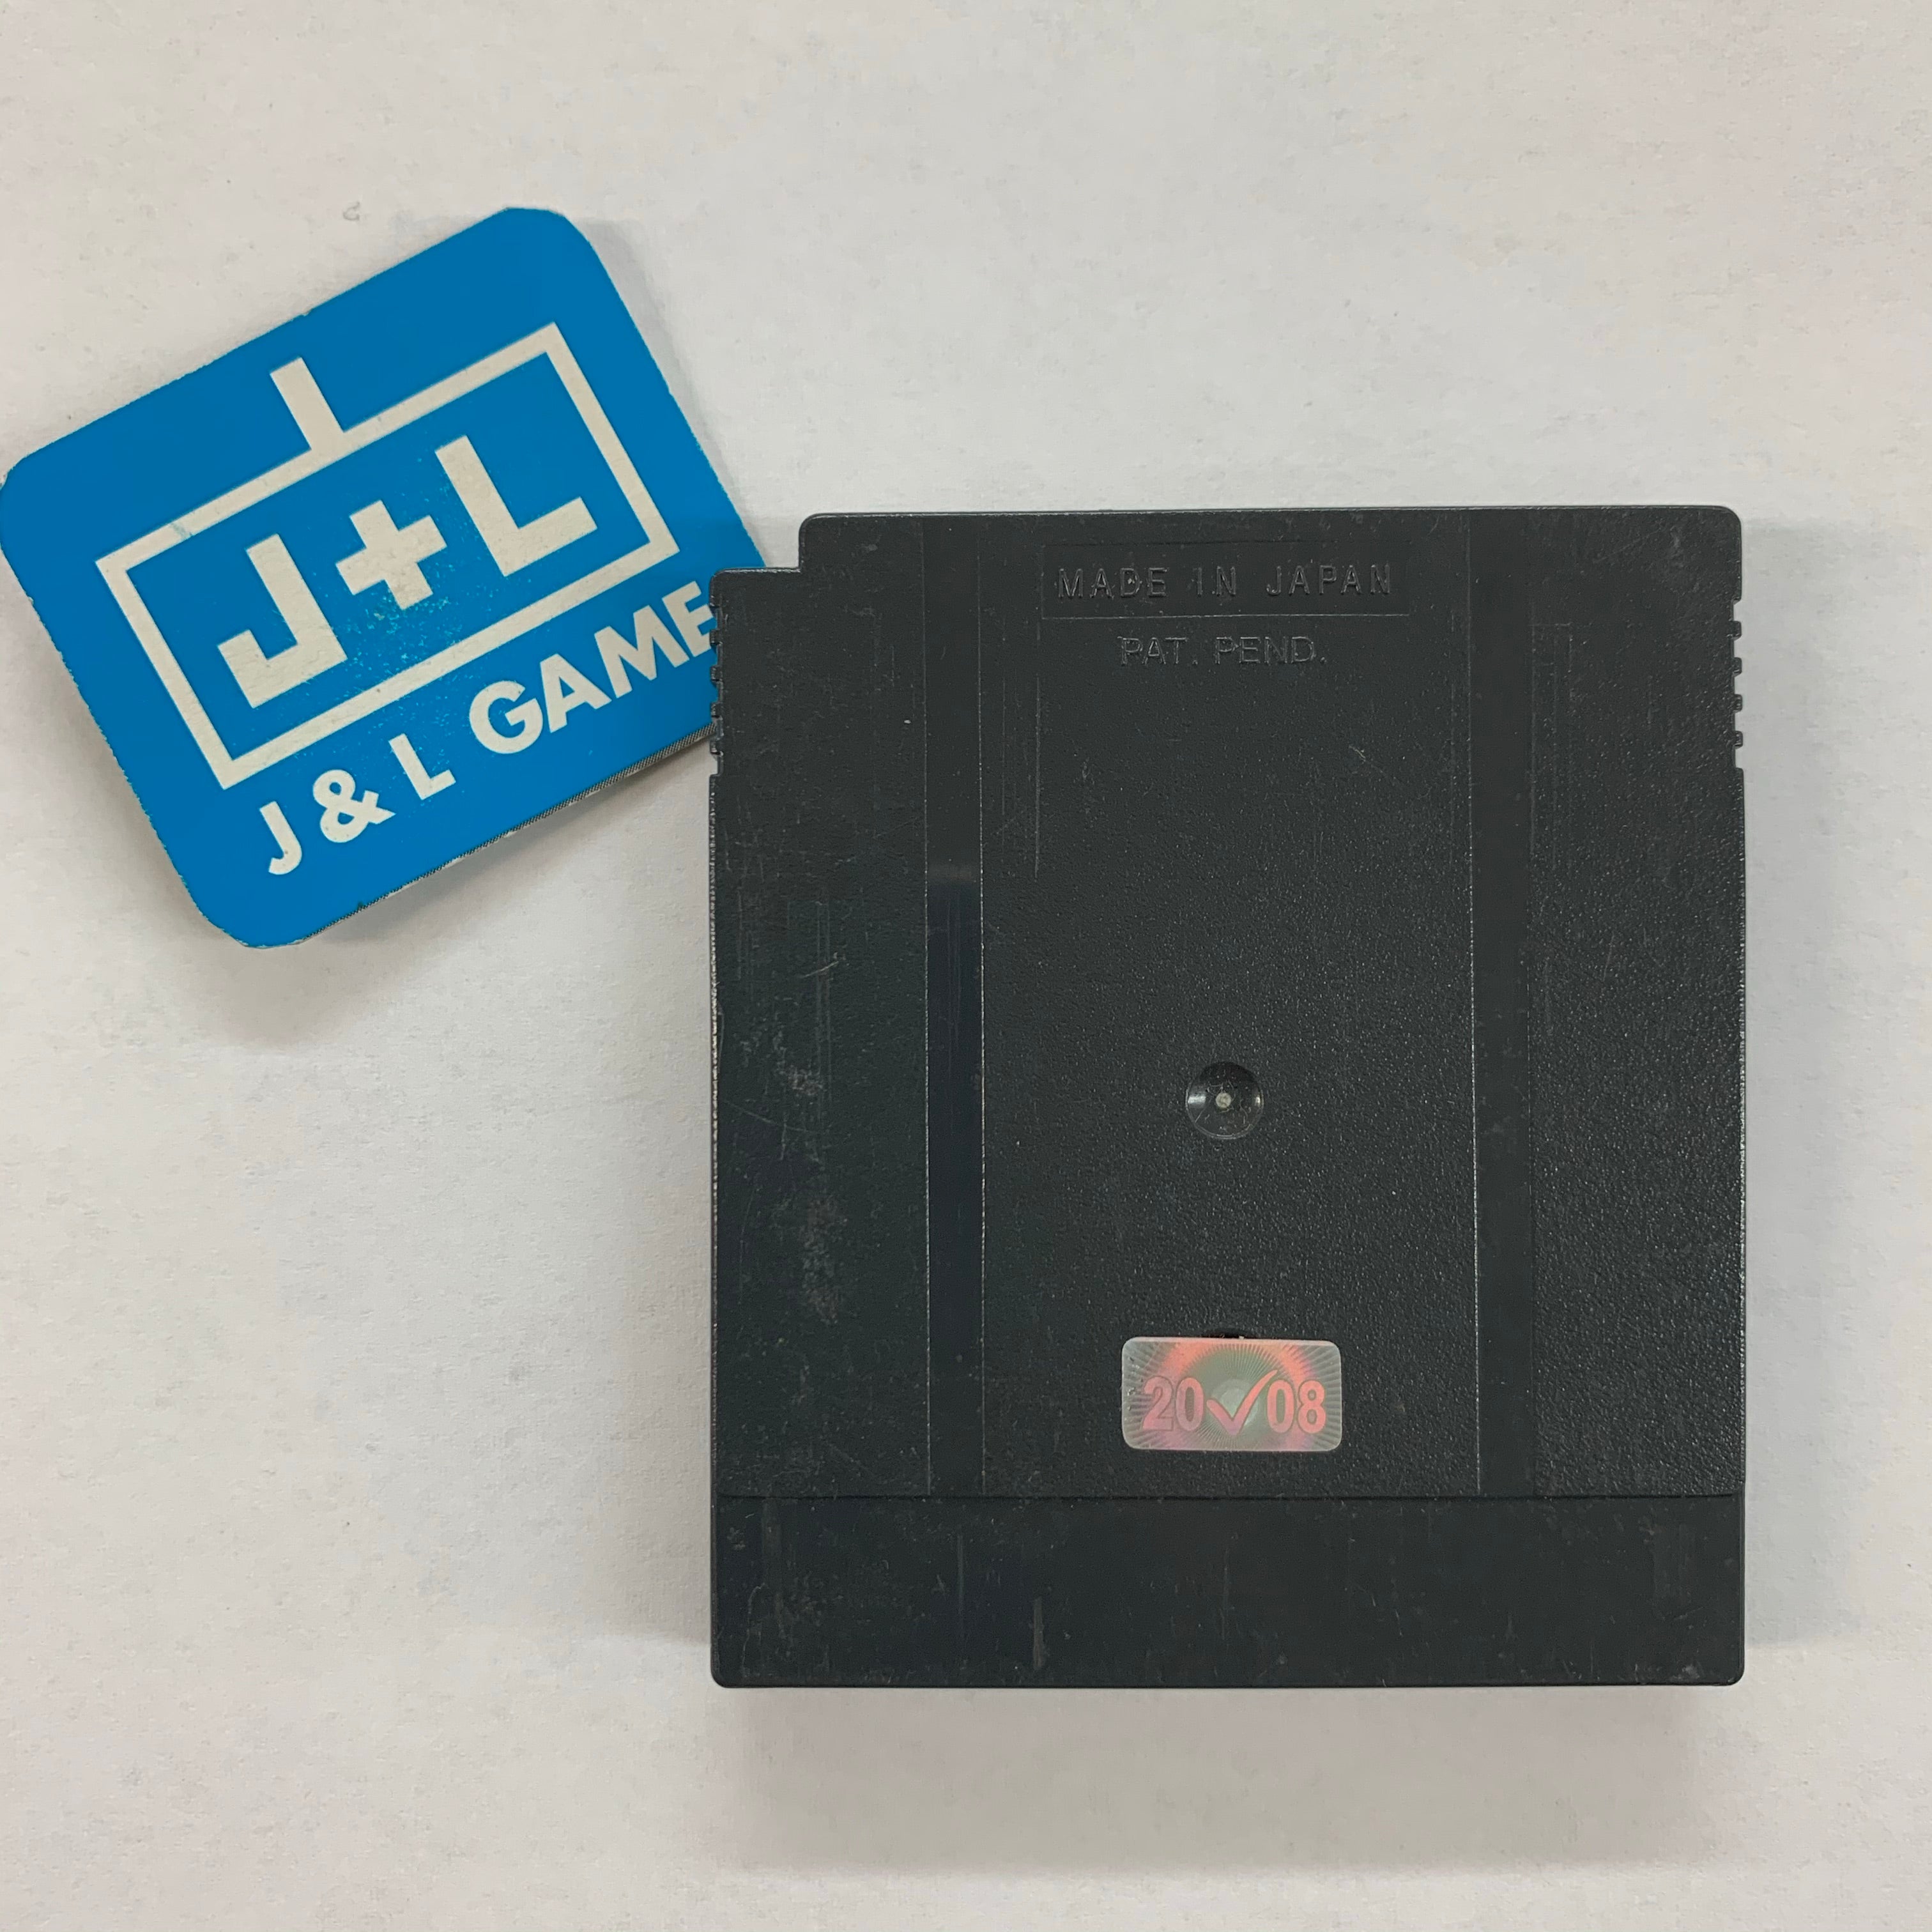 J+L
J & L GAME
MADE IN JAPAN
PAT. PEND.
20✓08